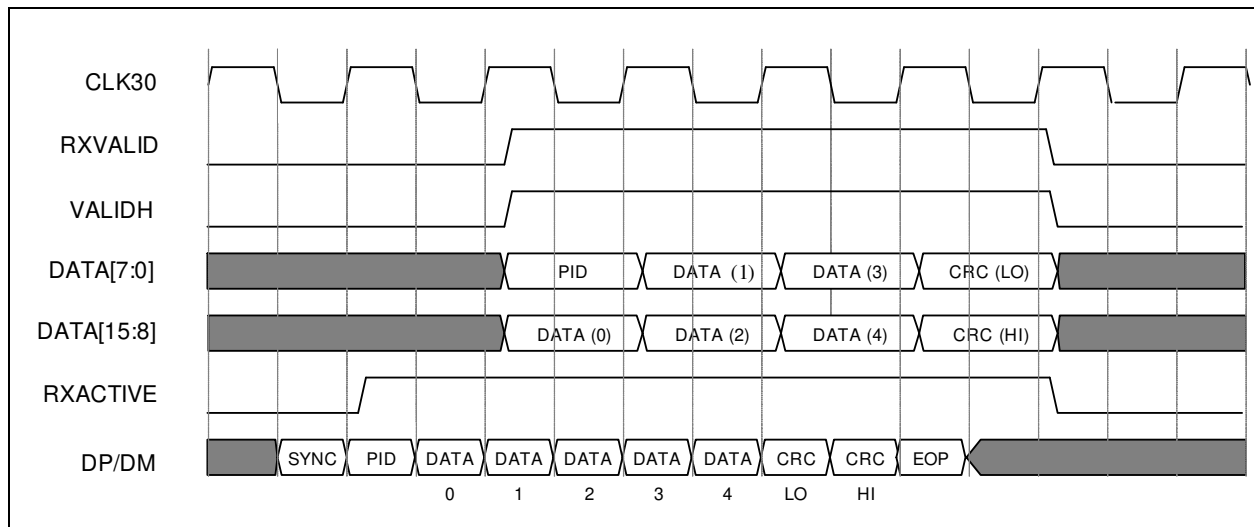 CLK30
RXVALID
VALIDH
DATA[7:0] PID DATA (1) DATA (3) CRC (LO)
DATA[15:8] DATA (0) DATA (2) DATA (4) CRC (HI)
RXACTIVE
DP/DM SYNC PID DATA DATA DATA DATA DATA CRC CRC EOP
0 1 2 3 4 LO HI